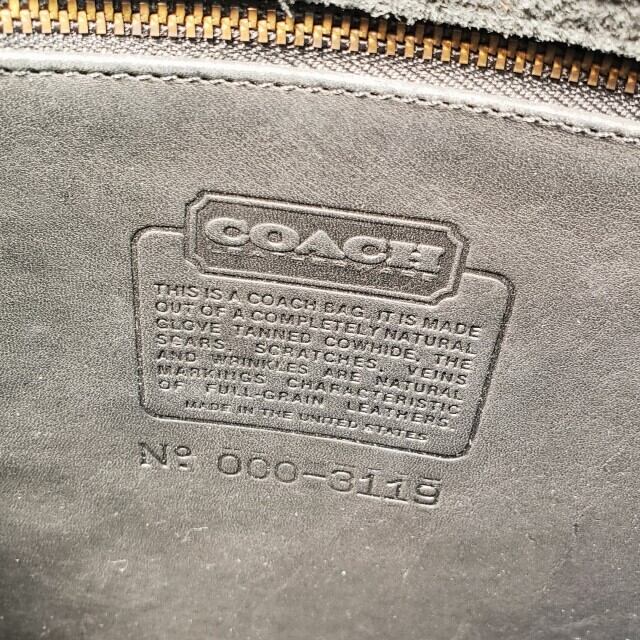 COACH
THIS IS A COACH BAG. IT IS MADE
OUT OF A COMPLETELY NATURAL
GLOVE TANNED COWHIDE, THE
SCARS, SCRATCHES, VEINS
AND WRINKLES ARE NATURAL
MARKINGS CHARACTERISTIC
OF FULL-GRAIN LEATHERS.
MADE IN THE UNITED STATES
No: 000-3119